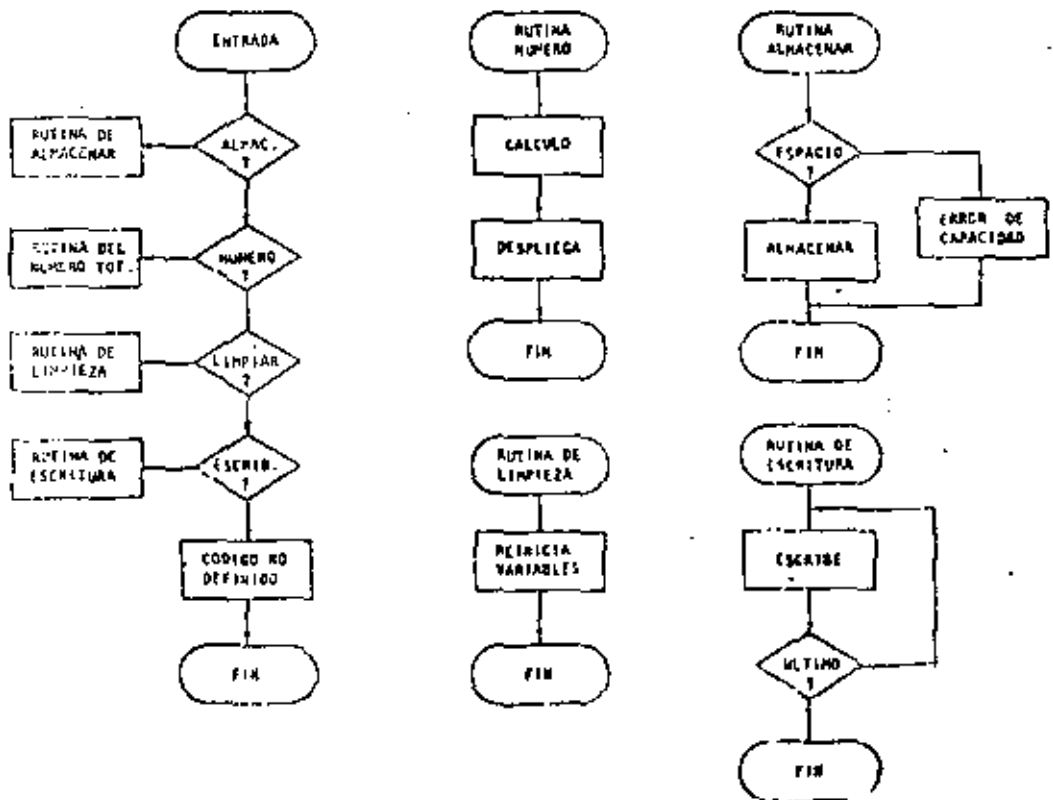 ENTRADA
ALMAC.
?
RUTINA DE
ALMACENAR
NUMERO
?
RUTINA DEL
NUMERO TOT.
LIMPIAR
?
RUTINA DE
LIMPIEZA
ESCRIB.
?
RUTINA DE
ESCRITURA
CODIGO NO
DEFINIDO
FIN
RUTINA
NUMERO
CALCULO
DESPLIEGA
FIN
RUTINA
ALMACENAR
ESPACIO
?
ALMACENAR
ERROR DE
CAPACIDAD
FIN
RUTINA DE
LIMPIEZA
REINICIA
VARIABLES
FIN
RUTINA DE
ESCRITURA
ESCRIBE
ULTIMO
?
FIN